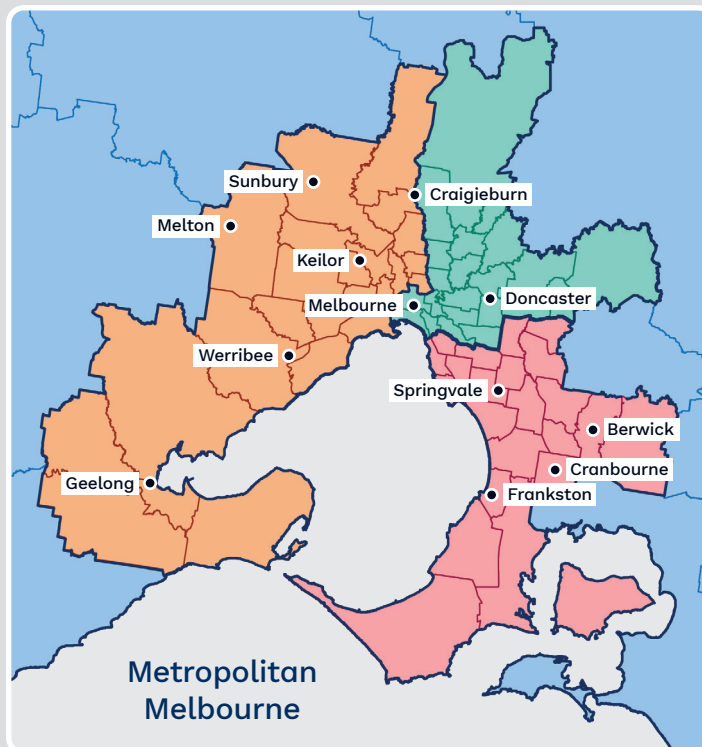 Sunbury
Craigieburn
Melton
Keilor
Doncaster
Melbourne
Werribee
Springvale
Berwick
Cranbourne
Geelong
Frankston
Metropolitan
Melbourne